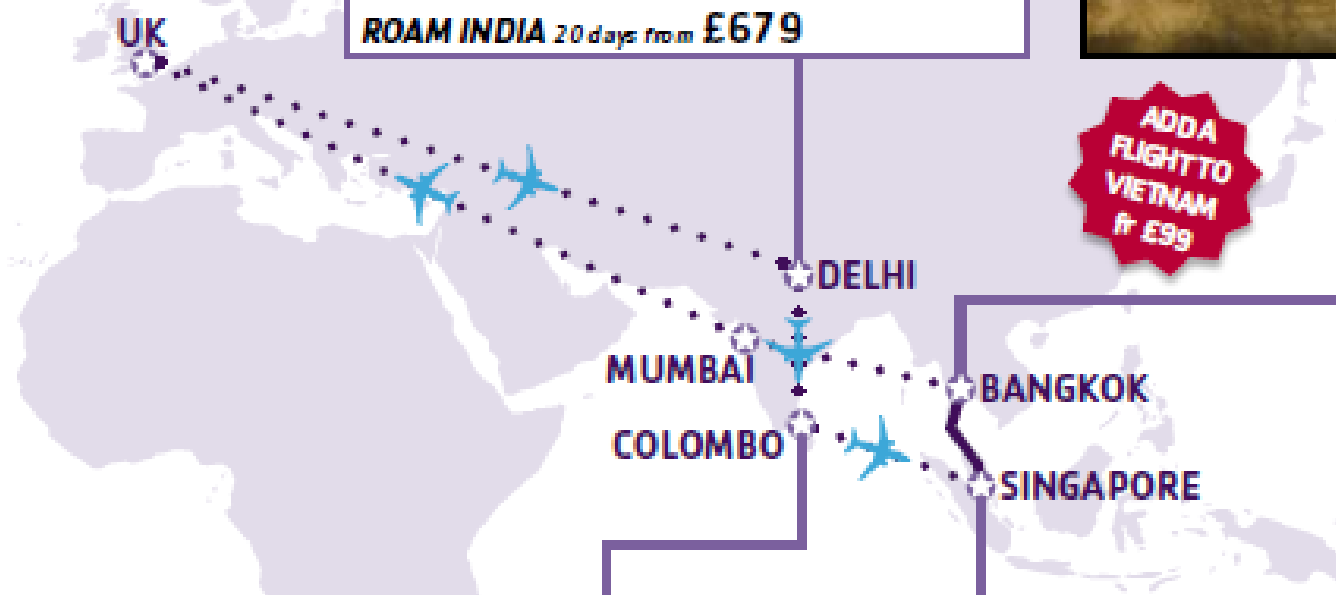 ROAM INDIA 20 days from £679
UK
ADD A
FLIGHT TO
VIETNAM
fr £99
DELHI
MUMBAI
BANGKOK
COLOMBO
SINGAPORE